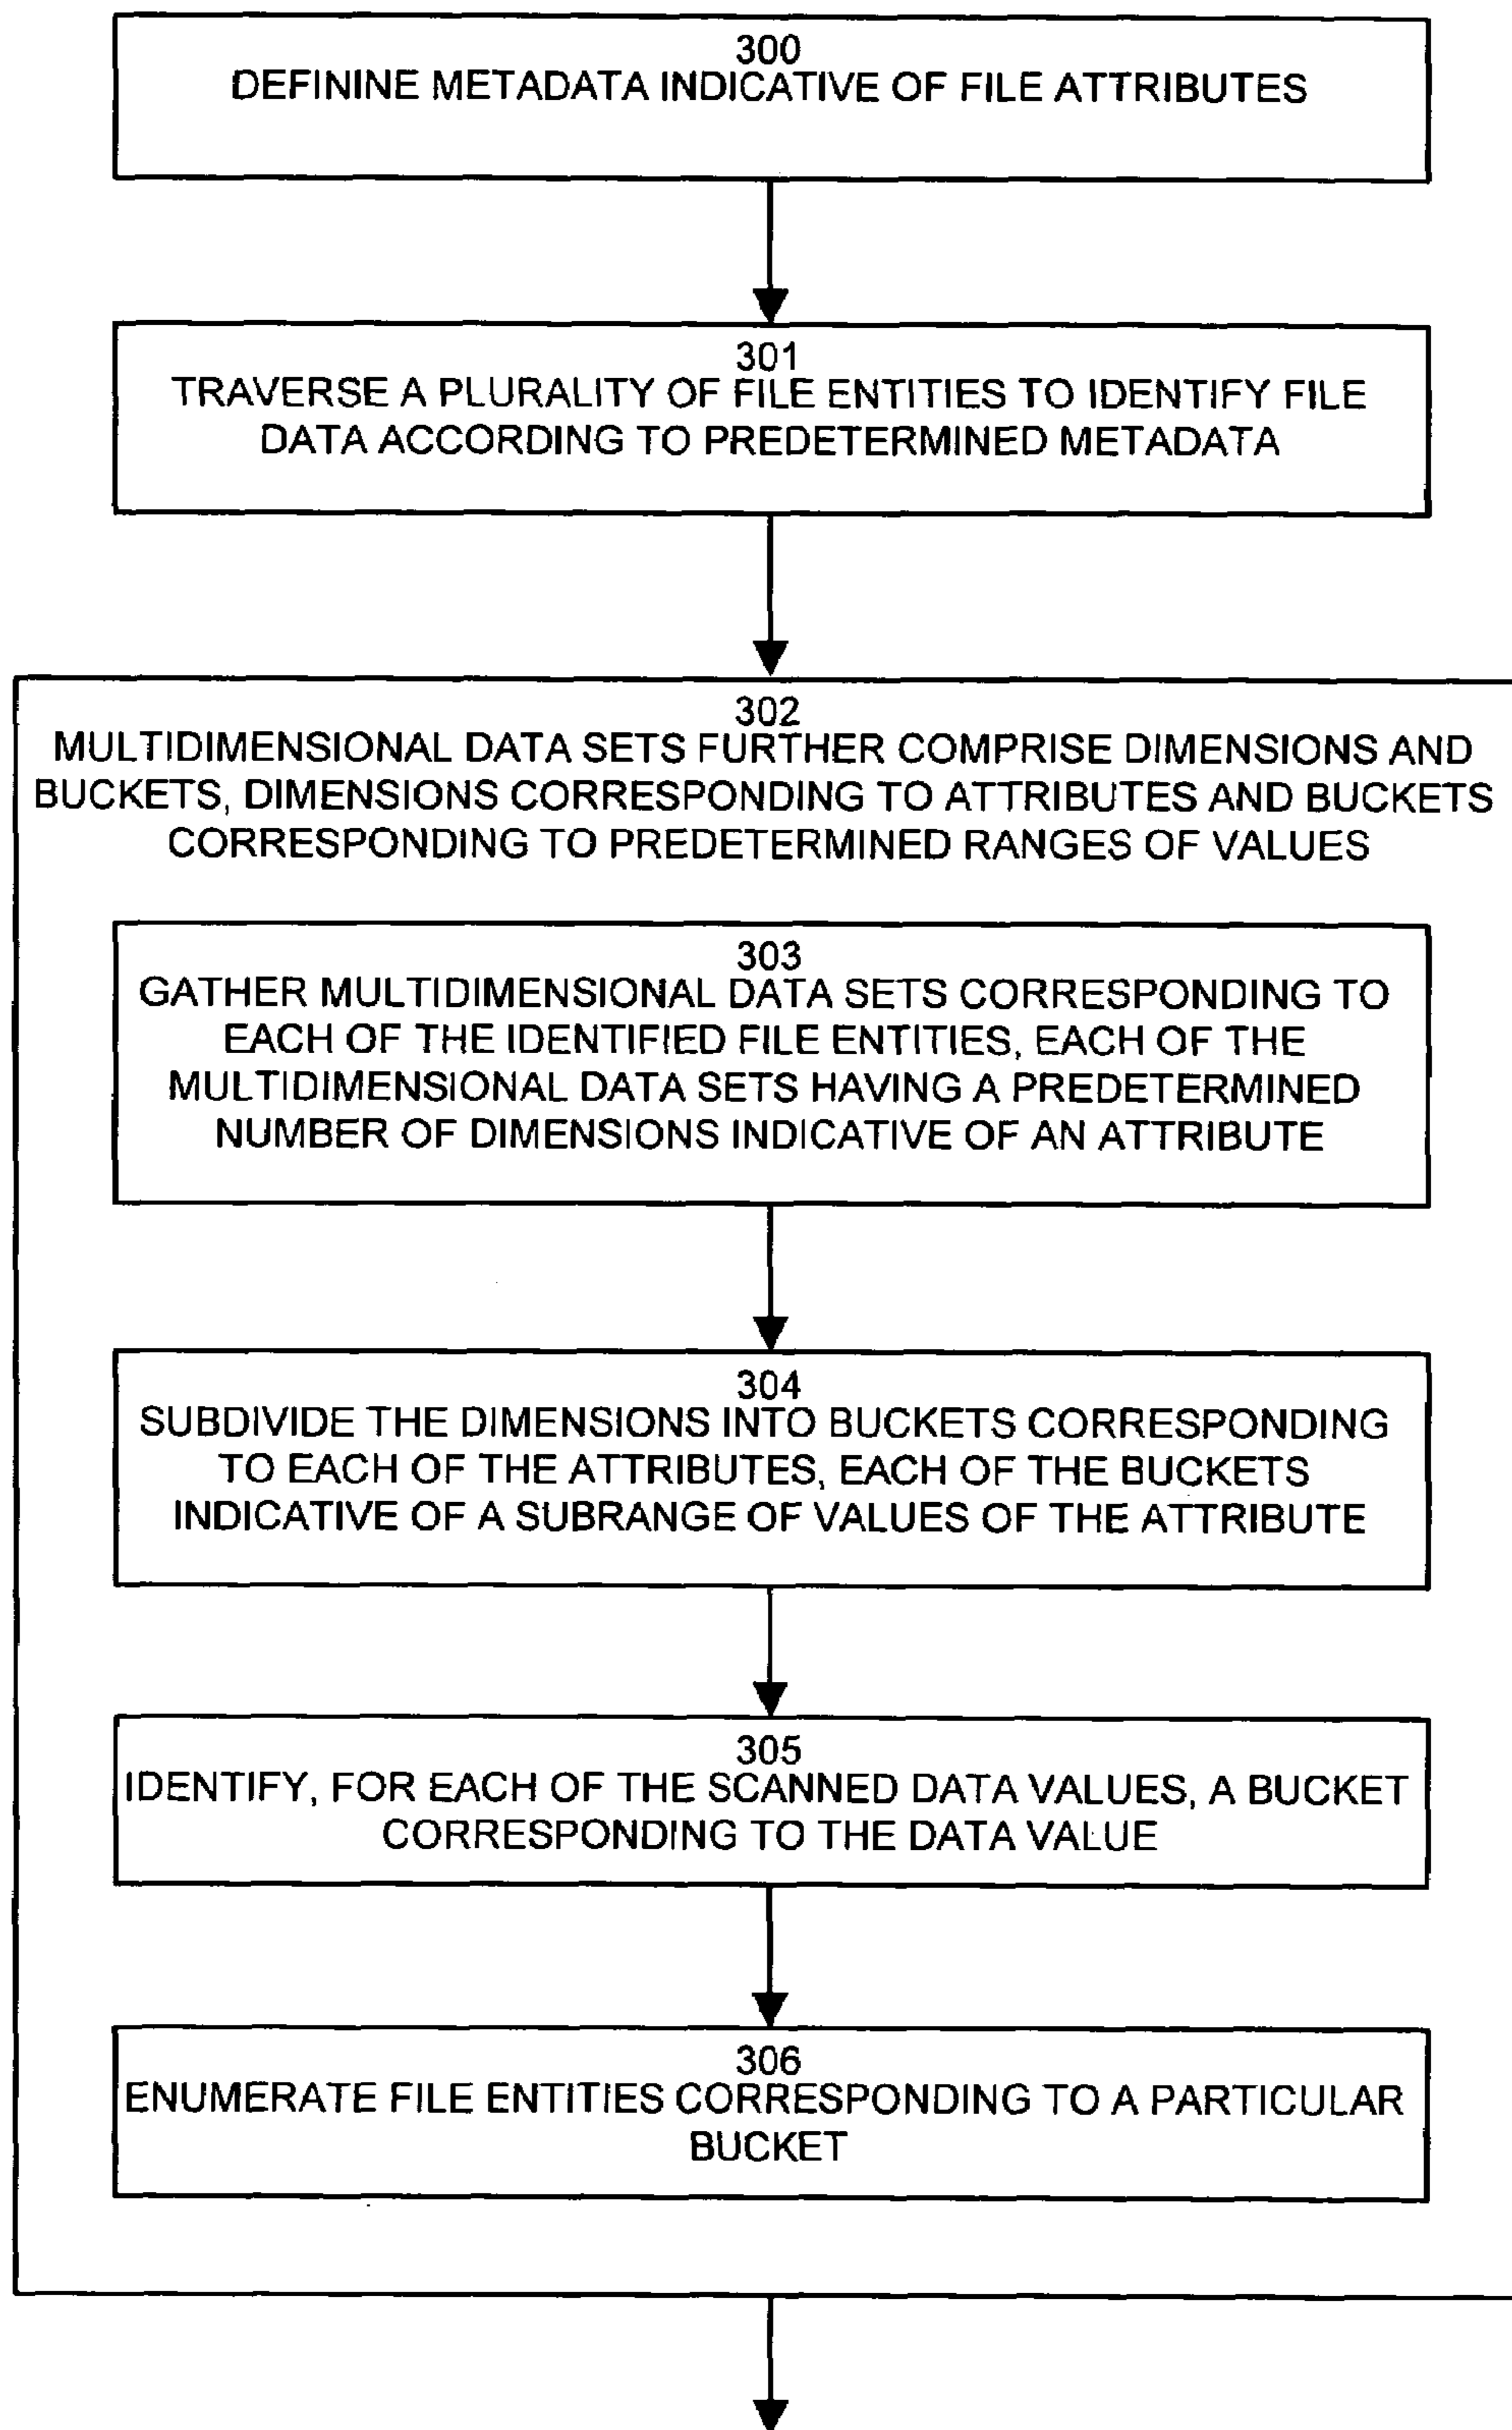 300
DEFININE METADATA INDICATIVE OF FILE ATTRIBUTES
301
TRAVERSE A PLURALITY OF FILE ENTITIES TO IDENTIFY FILE
DATA ACCORDING TO PREDETERMINED METADATA
302
MULTIDIMENSIONAL DATA SETS FURTHER COMPRISE DIMENSIONS AND
BUCKETS, DIMENSIONS CORRESPONDING TO ATTRIBUTES AND BUCKETS
CORRESPONDING TO PREDETERMINED RANGES OF VALUES
303
GATHER MULTIDIMENSIONAL DATA SETS CORRESPONDING TO
EACH OF THE IDENTIFIED FILE ENTITIES, EACH OF THE
MULTIDIMENSIONAL DATA SETS HAVING A PREDETERMINED
NUMBER OF DIMENSIONS INDICATIVE OF AN ATTRIBUTE
304
SUBDIVIDE THE DIMENSIONS INTO BUCKETS CORRESPONDING
TO EACH OF THE ATTRIBUTES, EACH OF THE BUCKETS
INDICATIVE OF A SUBRANGE OF VALUES OF THE ATTRIBUTE
305
IDENTIFY, FOR EACH OF THE SCANNED DATA VALUES, A BUCKET
CORRESPONDING TO THE DATA VALUE
306
ENUMERATE FILE ENTITIES CORRESPONDING TO A PARTICULAR
BUCKET